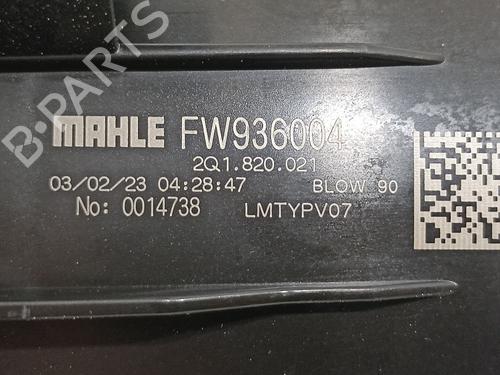 MAHLE FW936004
2Q1.820.021
03/02/23 04:28:47 BLOW 90
No: 0014738 LMTYPV07
B-PARTS